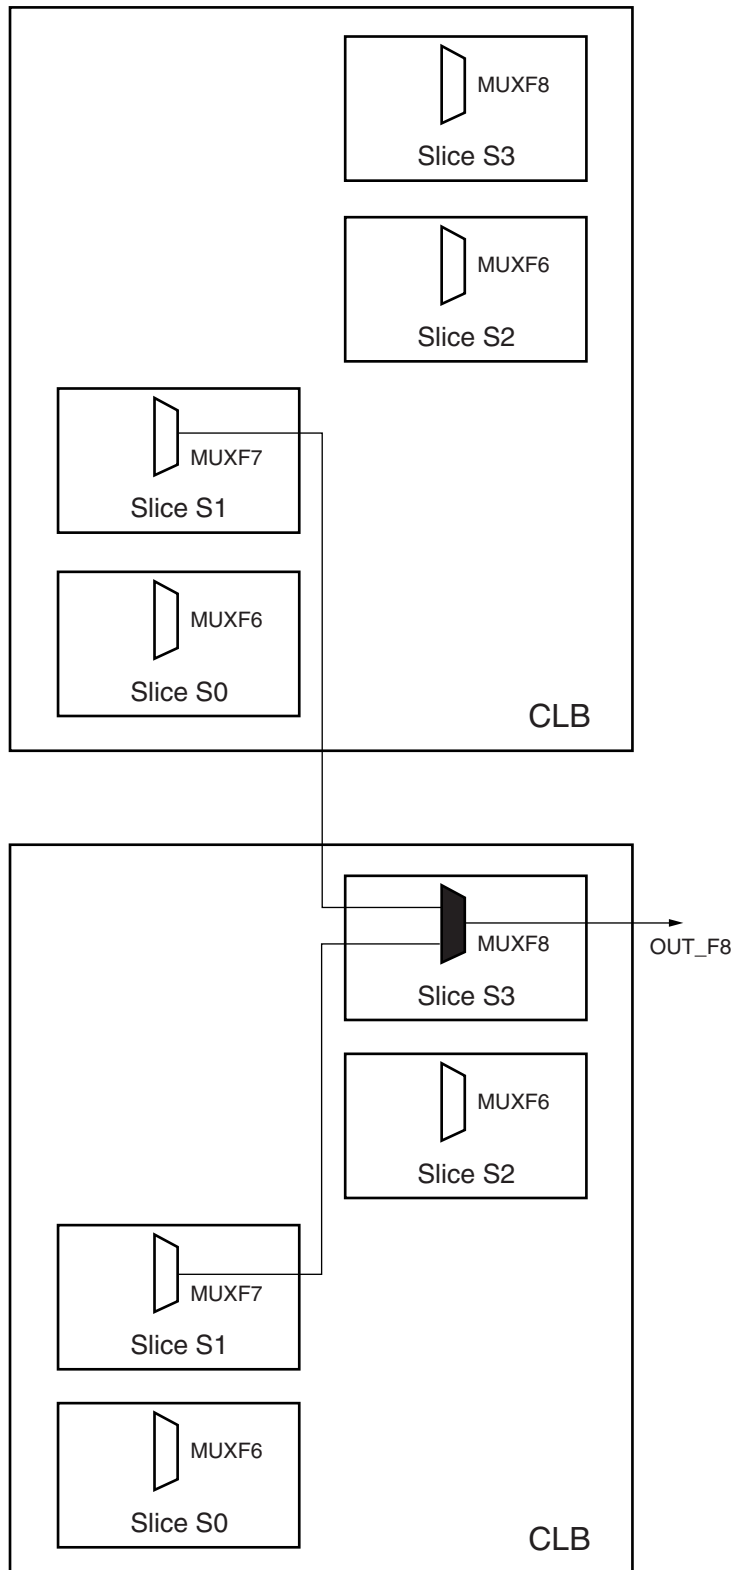 MUXF8
Slice S3
MUXF6
Slice S2
MUXF7
Slice S1
MUXF6
Slice S0
CLB
MUXF8
OUT_F8
Slice S3
MUXF6
Slice S2
MUXF7
Slice S1
MUXF6
Slice S0
CLB